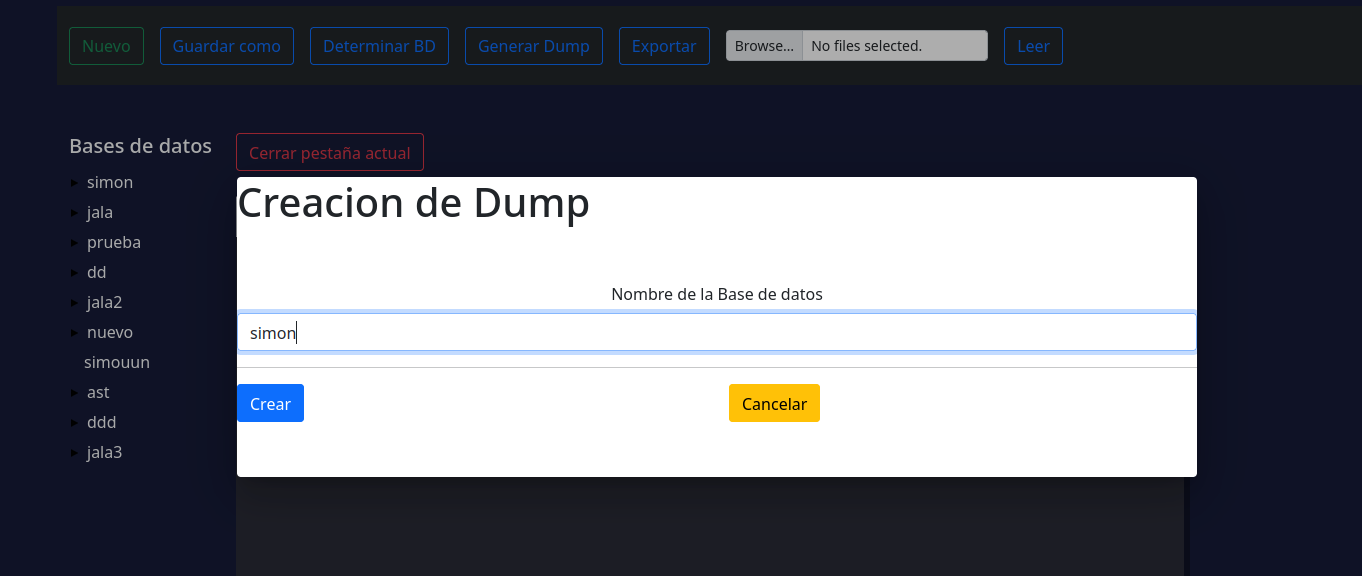 Nuevo Guardar como Determinar BD Generar Dump Exportar Browse... No files selected. Leer
Bases de datos
Cerrar pestaña actual
simon
jala
prueba
dd
jala2
nuevo
simouun
ast
ddd
jala3
Creacion de Dump
Nombre de la Base de datos
simon
Crear Cancelar